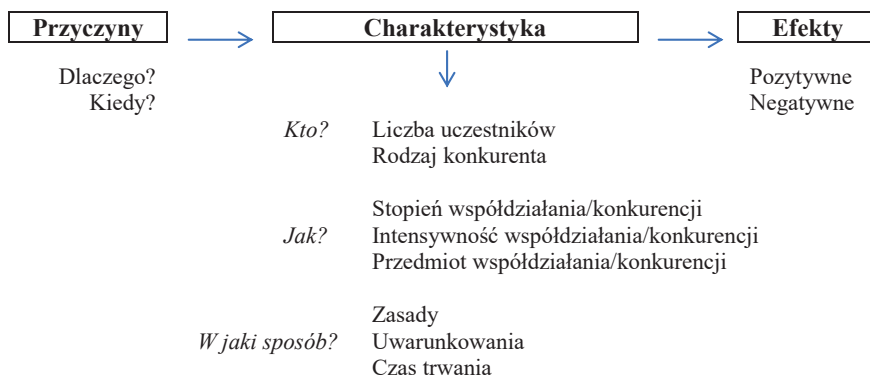 Przyczyny
Charakterystyka
Efekty
Dlaczego?
Kiedy?
Pozytywne
Negatywne
Kto?
Liczba uczestników
Rodzaj konkurenta
Jak?
Stopień współdziałania/konkurencji
Intensywność współdziałania/konkurencji
Przedmiot współdziałania/konkurencji
W jaki sposób?
Zasady
Uwarunkowania
Czas trwania